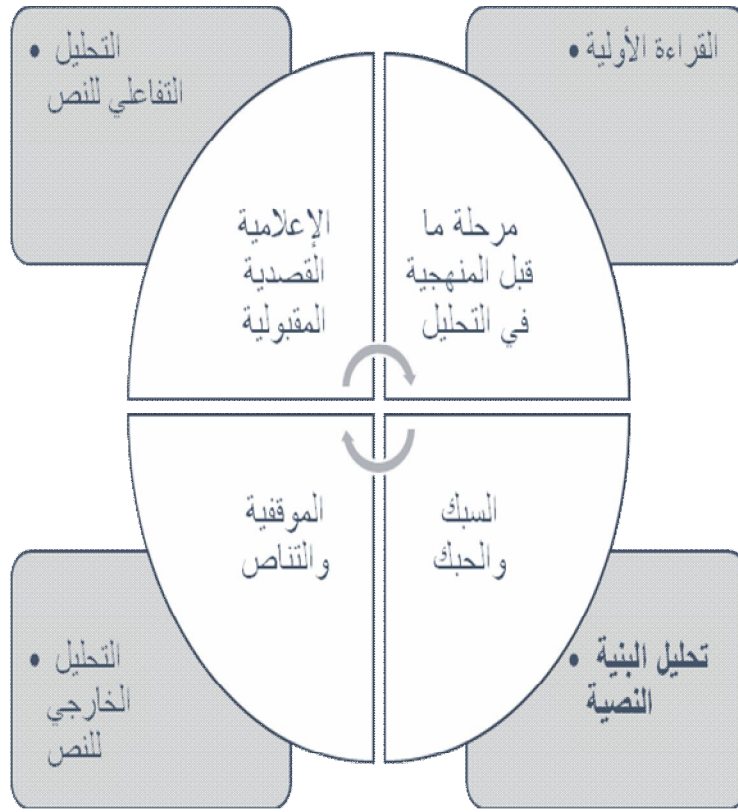 القراءة الأولية
مرحلة ما
قبل المنهجية
في التحليل
التحليل
التفاعلي للنص
الإعلامية
القصدية
المقبولية
السبك
والحبك
تحليل البنية
النصية
الموقفية
والتناص
التحليل
الخارجي
للنص